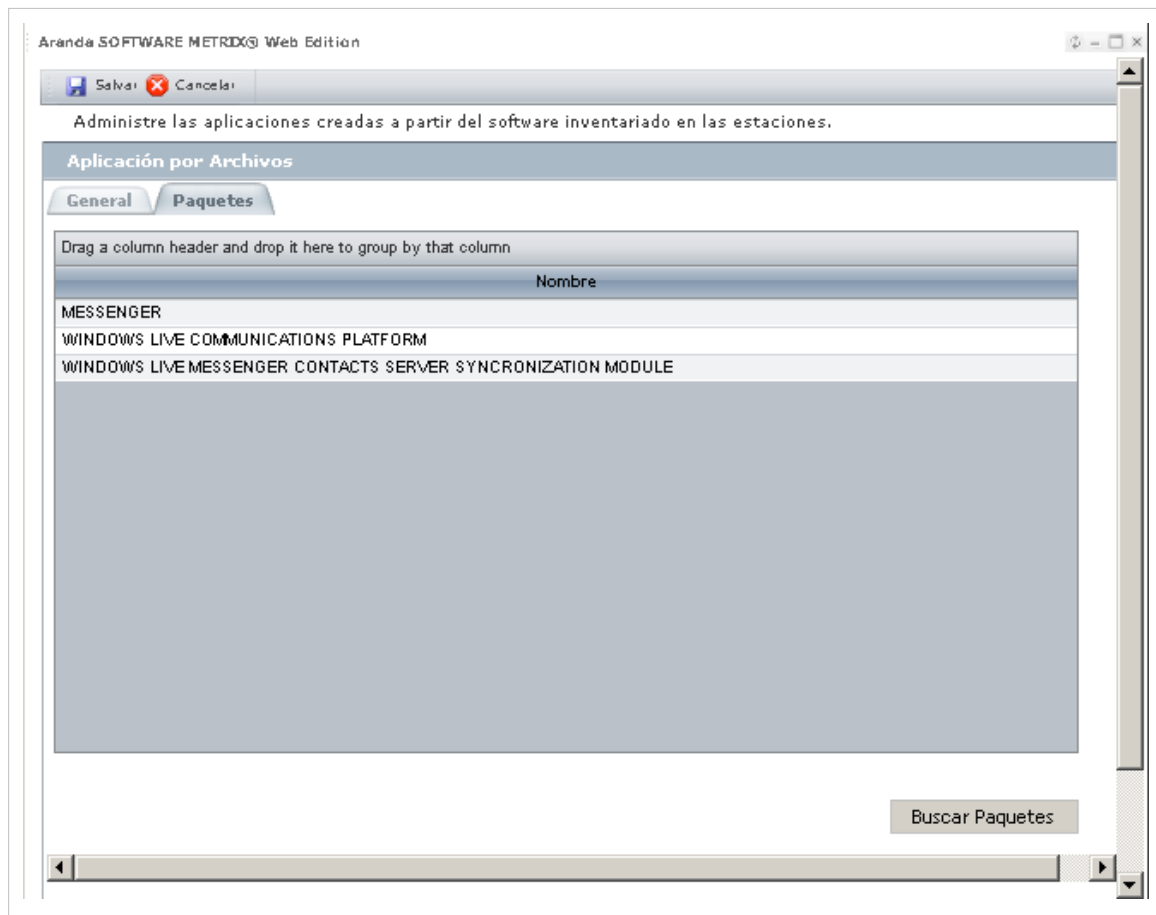 Aranda SOFTWARE METRIX® Web Edition
Salvar Cancelar
Administre las aplicaciones creadas a partir del software inventariado en las estaciones.
Aplicación por Archivos
General Paquetes
Drag a column header and drop it here to group by that column
Nombre
MESSENGER
WINDOWS LIVE COMMUNICATIONS PLATFORM
WINDOWS LIVE MESSENGER CONTACTS SERVER SYNCRONIZATION MODULE
Buscar Paquetes